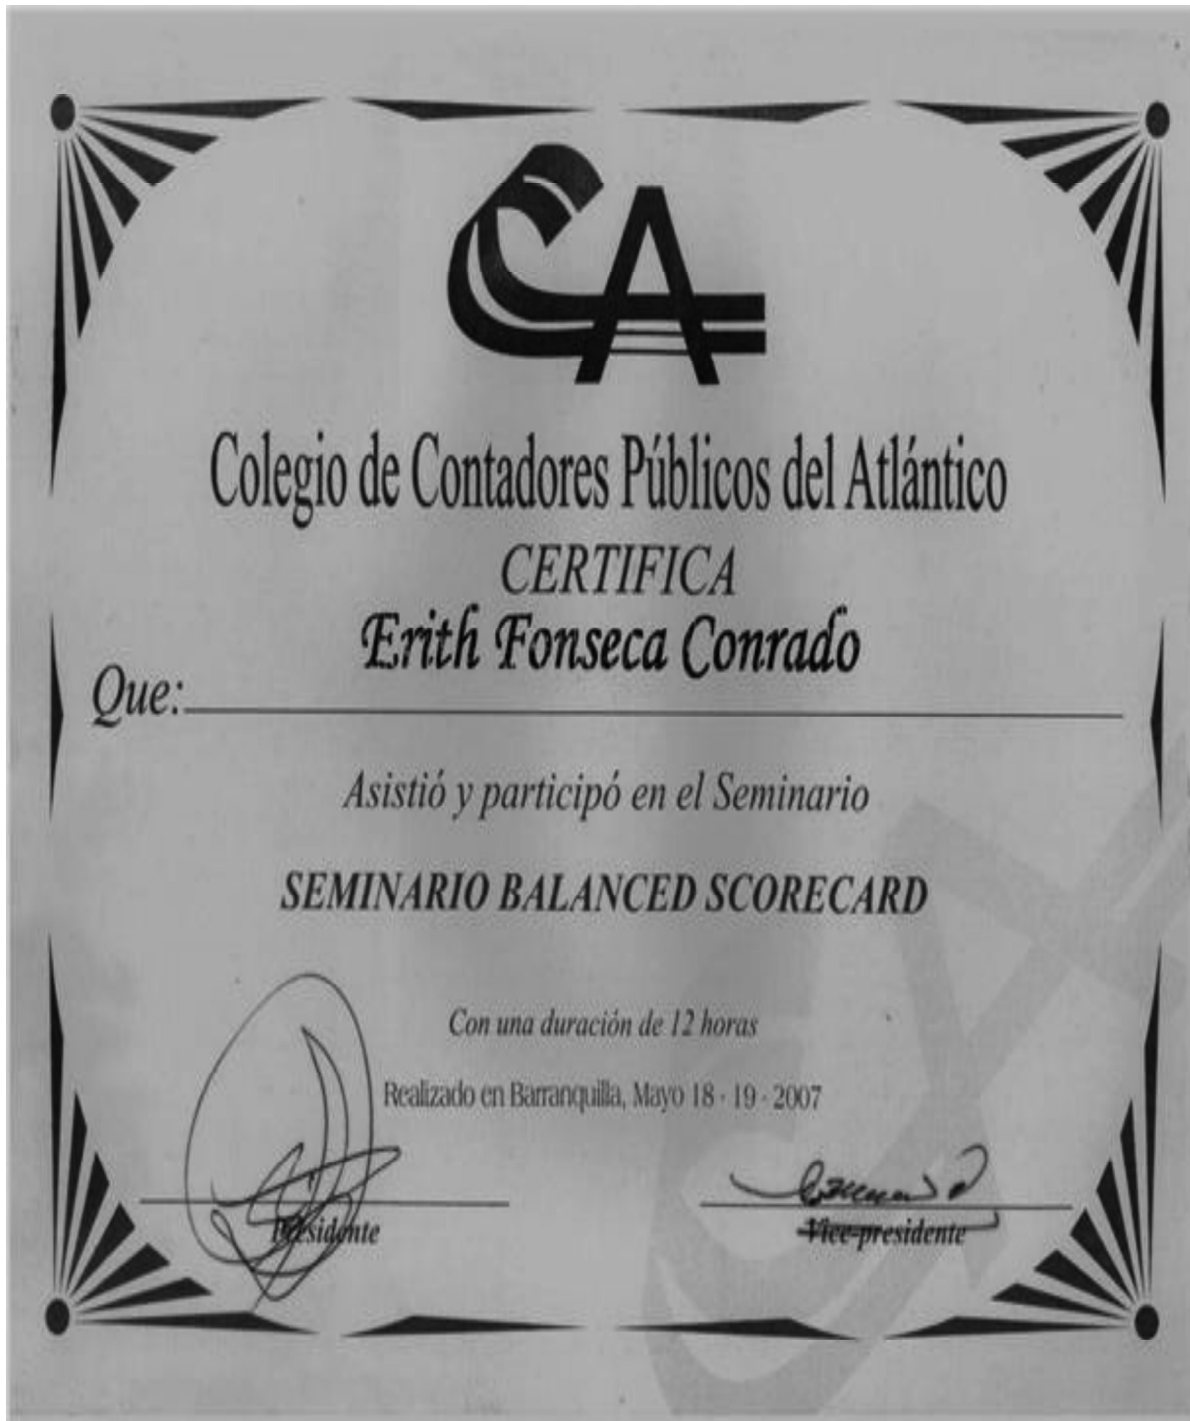 CA
Colegio de Contadores Públicos del Atlántico
CERTIFICA
Erith Fonseca Conrado
Que:
Asistió y participó en el Seminario
SEMINARIO BALANCED SCORECARD
Con una duración de 12 horas
Realizado en Barranquilla, Mayo 18 - 19 - 2007
Presidente
Vice-presidente